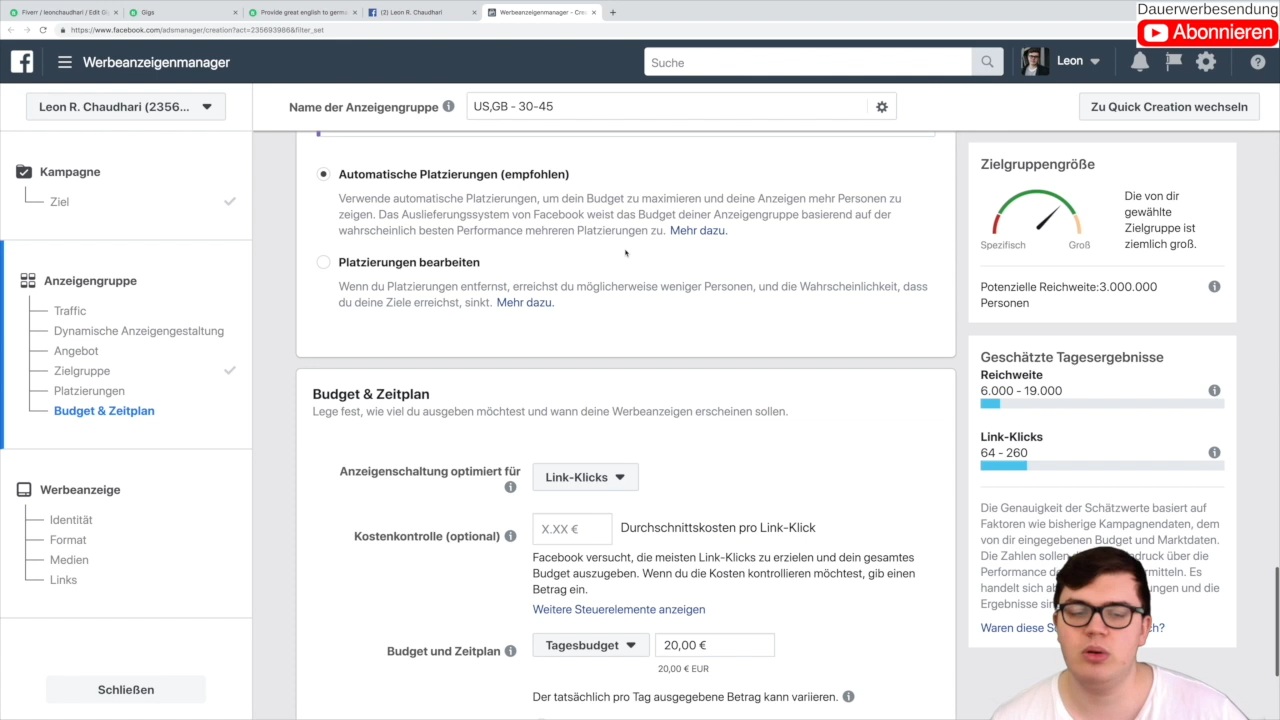 Fiverr / leonchaudhari / Edit G
Gigs
Provide great english to germa
(2) Leon R. Chaudhari
Werbeanzeigenmanager - Cre
Dauerwerbesendung
https://www.facebook.com/adsmanager/creation?act=235693986&filter_set
Abonnieren
Werbeanzeigenmanager
Suche
Leon
Leon R. Chaudhari (2356...
Name der Anzeigengruppe
US,GB - 30-45
Zu Quick Creation wechseln
Kampagne
Ziel
Anzeigengruppe
Traffic
Dynamische Anzeigengestaltung
Angebot
Zielgruppe
Platzierungen
Budget & Zeitplan
Werbeanzeige
Identität
Format
Medien
Links
Schließen
Automatische Platzierungen (empfohlen)
Verwende automatische Platzierungen, um dein Budget zu maximieren und deine Anzeigen mehr Personen zu
zeigen. Das Auslieferungssystem von Facebook weist das Budget deiner Anzeigengruppe basierend auf der
wahrscheinlich besten Performance mehreren Platzierungen zu. Mehr dazu.
Platzierungen bearbeiten
Wenn du Platzierungen entfernst, erreichst du möglicherweise weniger Personen, und die Wahrscheinlichkeit, dass
du deine Ziele erreichst, sinkt. Mehr dazu.
Budget & Zeitplan
Lege fest, wie viel du ausgeben möchtest und wann deine Werbeanzeigen erscheinen sollen.
Anzeigenschaltung optimiert für
Link-Klicks
Kostenkontrolle (optional)
X.XX €
Durchschnittskosten pro Link-Klick
Facebook versucht, die meisten Link-Klicks zu erzielen und dein gesamtes
Budget auszugeben. Wenn du die Kosten kontrollieren möchtest, gib einen
Betrag ein.
Weitere Steuerelemente anzeigen
Budget und Zeitplan
Tagesbudget
20,00 €
20,00 € EUR
Der tatsächlich pro Tag ausgegebene Betrag kann variieren.
Zielgruppengröße
Die von dir
gewählte
Zielgruppe ist
ziemlich groß.
Spezifisch
Groß
Potenzielle Reichweite:3.000.000
Personen
Geschätzte Tagesergebnisse
Reichweite
6.000 - 19.000
Link-Klicks
64 - 260
Die Genauigkeit der Schätzwerte basiert auf
Faktoren wie bisherige Kampagnendaten, dem
von dir eingegebenen Budget und Marktdaten.
Die Zahlen sollen druck über die
Performance ermitteln. Es
handelt sich und die
Ergebnisse
Waren diese